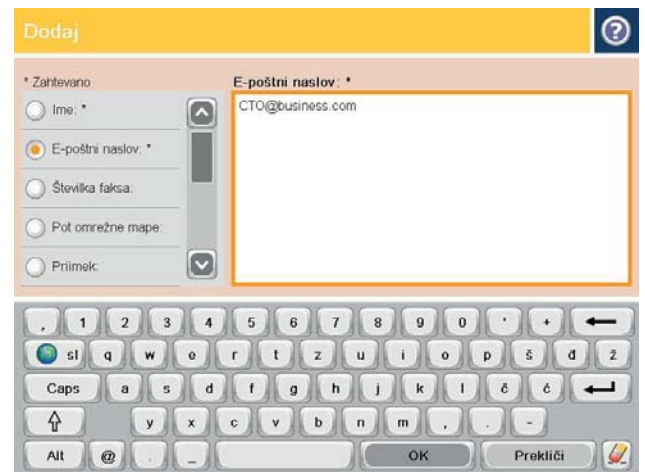 Dodaj
* Zahtevano
E-poštni naslov: *
Ime: *
CTO@business.com
E-poštni naslov: *
Številka faksa:
Pot omrežne mape:
Priimek:
, 1 2 3 4 5 6 7 8 9 0 ' +
sl q w e r t z u i o p š đ ž
Caps a s d f g h j k l č ć
y x c v b n m , . -
Alt @ . _ OK Prekliči